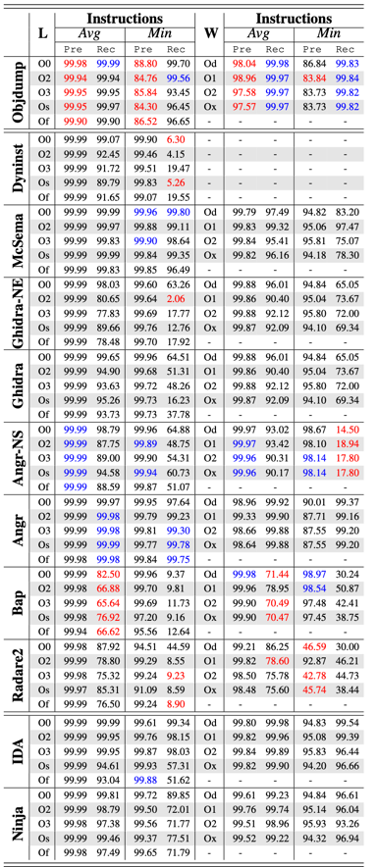 L Instructions W Instructions
Avg Min Avg Min
Pre Rec Pre Rec Pre Rec Pre Rec
Objdump
O0 99.98 99.99 88.80 99.70 Od 98.04 99.98 86.84 99.83
O2 99.94 99.94 84.76 99.56 O1 98.96 99.97 83.84 99.84
O3 99.95 99.95 85.84 93.45 O2 97.58 99.97 83.73 99.82
Os 99.95 99.97 84.30 96.45 Ox 97.57 99.97 83.73 99.82
Of 99.90 99.90 86.52 96.65 - - - - -
Dyninst
O0 99.99 99.07 99.90 6.30 - - - - -
O2 99.99 92.45 99.46 4.15 - - - - -
O3 99.99 91.72 99.51 19.47 - - - - -
Os 99.99 89.79 99.83 5.26 - - - - -
Of 99.99 91.65 99.07 19.55 - - - - -
McSema
O0 99.99 99.99 99.96 99.80 Od 99.79 97.49 94.82 83.20
O2 99.99 99.97 99.88 99.11 O1 99.83 99.32 95.06 97.47
O3 99.99 99.83 99.90 98.64 O2 99.84 95.41 95.81 75.07
Os 99.99 99.99 99.84 99.35 Ox 99.82 96.16 94.18 78.30
Of 99.99 99.83 99.85 96.49 - - - - -
Ghidra-NE
O0 99.99 98.03 99.60 63.26 Od 99.88 96.01 94.84 65.05
O2 99.99 80.65 99.64 2.06 O1 99.86 90.40 95.04 73.67
O3 99.99 77.83 99.69 17.77 O2 99.88 92.12 95.80 72.00
Os 99.99 89.66 99.76 12.76 Ox 99.87 92.09 94.10 69.34
Of 99.99 78.48 99.70 17.92 - - - - -
Ghidra
O0 99.99 99.65 99.96 64.51 Od 99.88 96.01 94.84 65.05
O2 99.99 94.90 99.68 51.31 O1 99.86 90.40 95.04 73.67
O3 99.99 93.63 99.72 48.26 O2 99.88 92.12 95.80 72.00
Os 99.99 95.26 99.73 16.23 Ox 99.87 92.09 94.10 69.34
Of 99.99 93.73 99.73 37.78 - - - - -
Angr-NS
O0 99.99 98.79 99.96 64.88 Od 99.97 93.02 98.67 14.50
O2 99.99 87.75 99.89 48.75 O1 99.97 93.42 98.10 18.94
O3 99.99 89.00 99.90 54.31 O2 99.96 90.31 98.14 17.80
Os 99.99 94.58 99.94 60.73 Ox 99.96 90.17 98.14 17.80
Of 99.99 88.59 99.87 51.07 - - - - -
Angr
O0 99.99 99.97 99.95 97.64 Od 98.96 99.92 90.01 99.37
O2 99.99 99.98 99.79 99.23 O1 99.33 99.90 87.71 99.16
O3 99.99 99.98 99.81 99.30 O2 98.66 99.88 87.55 99.20
Os 99.99 99.99 99.77 99.78 Ox 98.64 99.88 87.55 99.20
Of 99.98 99.98 99.84 99.75 - - - - -
Bap
O0 99.99 82.50 99.96 9.37 Od 99.98 71.44 98.97 30.24
O2 99.98 66.88 99.70 9.81 O1 99.96 78.95 98.54 50.87
O3 99.99 65.64 99.69 11.73 O2 99.90 70.49 97.48 42.41
Os 99.98 76.92 97.20 9.16 Ox 99.90 70.47 97.45 38.75
Of 99.94 66.62 95.56 12.64 - - - - -
Radare2
O0 99.98 87.92 94.51 44.59 Od 99.21 86.25 46.59 30.00
O2 99.99 78.80 99.29 8.55 O1 99.82 78.60 92.87 46.21
O3 99.98 75.32 99.24 9.23 O2 98.50 75.78 42.78 44.73
Os 99.97 85.31 91.09 8.59 Ox 98.48 75.60 45.74 38.44
Of 99.99 76.50 99.24 8.90 - - - - -
IDA
O0 99.99 99.99 99.61 99.34 Od 99.80 99.98 94.83 99.54
O2 99.99 99.95 99.76 98.15 O1 99.82 99.96 95.08 99.39
O3 99.99 99.95 99.87 98.03 O2 99.84 99.89 95.83 96.44
Os 99.99 94.61 99.93 57.31 Ox 99.82 99.90 94.20 96.66
Of 99.99 93.04 99.88 51.62 - - - - -
Ninja
O0 99.99 99.81 99.72 89.85 Od 99.61 99.23 94.84 96.61
O2 99.99 98.79 99.50 72.01 O1 99.76 99.74 95.14 96.04
O3 99.98 97.38 99.56 71.77 O2 99.51 98.96 95.93 93.26
Os 99.99 99.46 99.37 77.51 Ox 99.52 99.22 94.32 96.94
Of 99.98 97.49 99.65 71.79 - - - - -